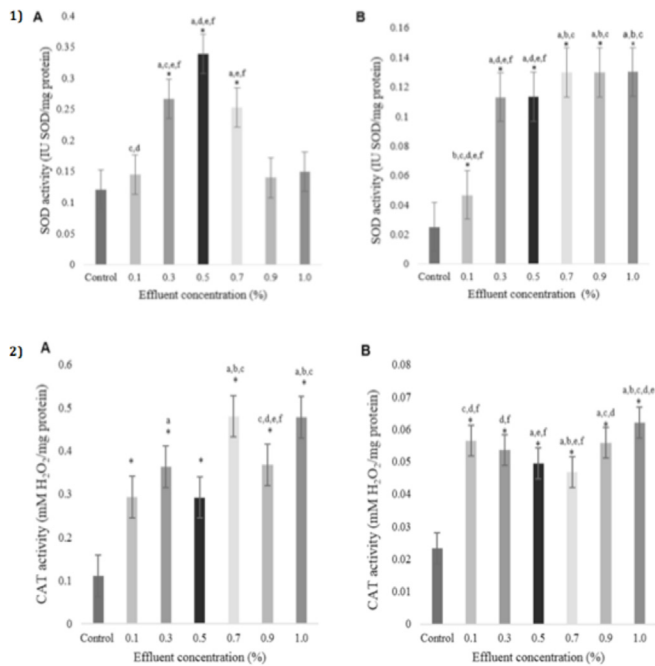 1)
A
SOD activity (IU SOD/mg protein)
0.4
0.35
0.3
0.25
0.2
0.15
0.1
0.05
0
c,d
*
a,c,e,f
*
a,d,e,f
*
a,e,f
*
Control 0.1 0.3 0.5 0.7 0.9 1.0
Effluent concentration (%)
B
SOD activity (IU SOD/mg protein)
0.16
0.14
0.12
0.1
0.08
0.06
0.04
0.02
0
b,c,d,e,f
*
a,d,e,f
*
a,d,e,f
*
a,b,c
*
a,b,c
*
a,b,c
*
Control 0.1 0.3 0.5 0.7 0.9 1.0
Effluent concentration (%)
2)
A
CAT activity (mM H₂O₂/mg protein)
0.6
0.5
0.4
0.3
0.2
0.1
0
*
a
*
*
a,b,c
*
c,d,e,f
*
a,b,c
*
Control 0.1 0.3 0.5 0.7 0.9 1.0
Effluent concentration (%)
B
CAT activity (mM H₂O₂/mg protein)
0.08
0.07
0.06
0.05
0.04
0.03
0.02
0.01
0
c,d,f
*
d,f
*
a,e,f
*
a,b,e,f
*
a,c,d
*
a,b,c,d,e
*
Control 0.1 0.3 0.5 0.7 0.9 1.0
Effluent concentration (%)